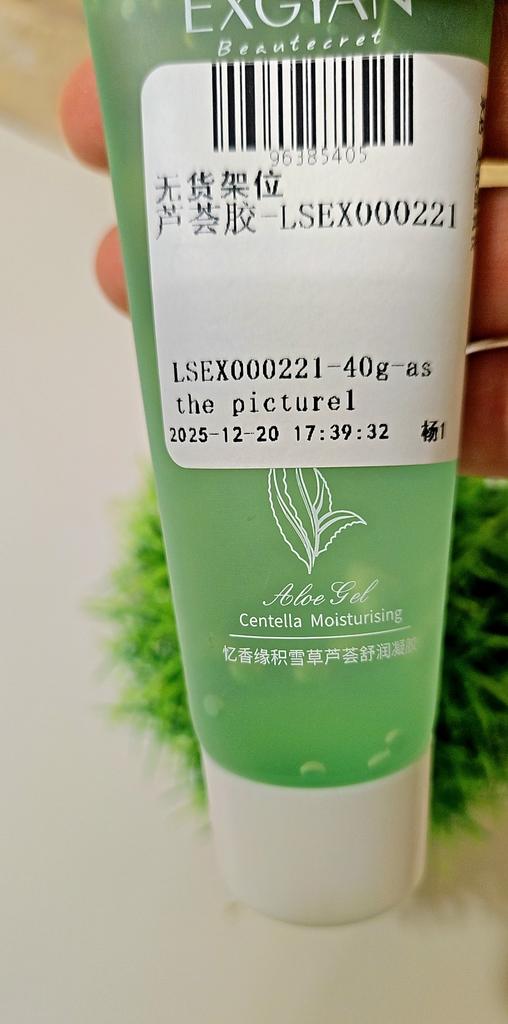 EXGYAN
Beautecret
96385405
无货架位
芦荟胶-LSEX000221
LSEX000221-40g-as
the picture1
2025-12-20 17:39:32 杨1
Aloe Gel
Centella Moisturising
忆香缘积雪草芦荟舒润凝胶